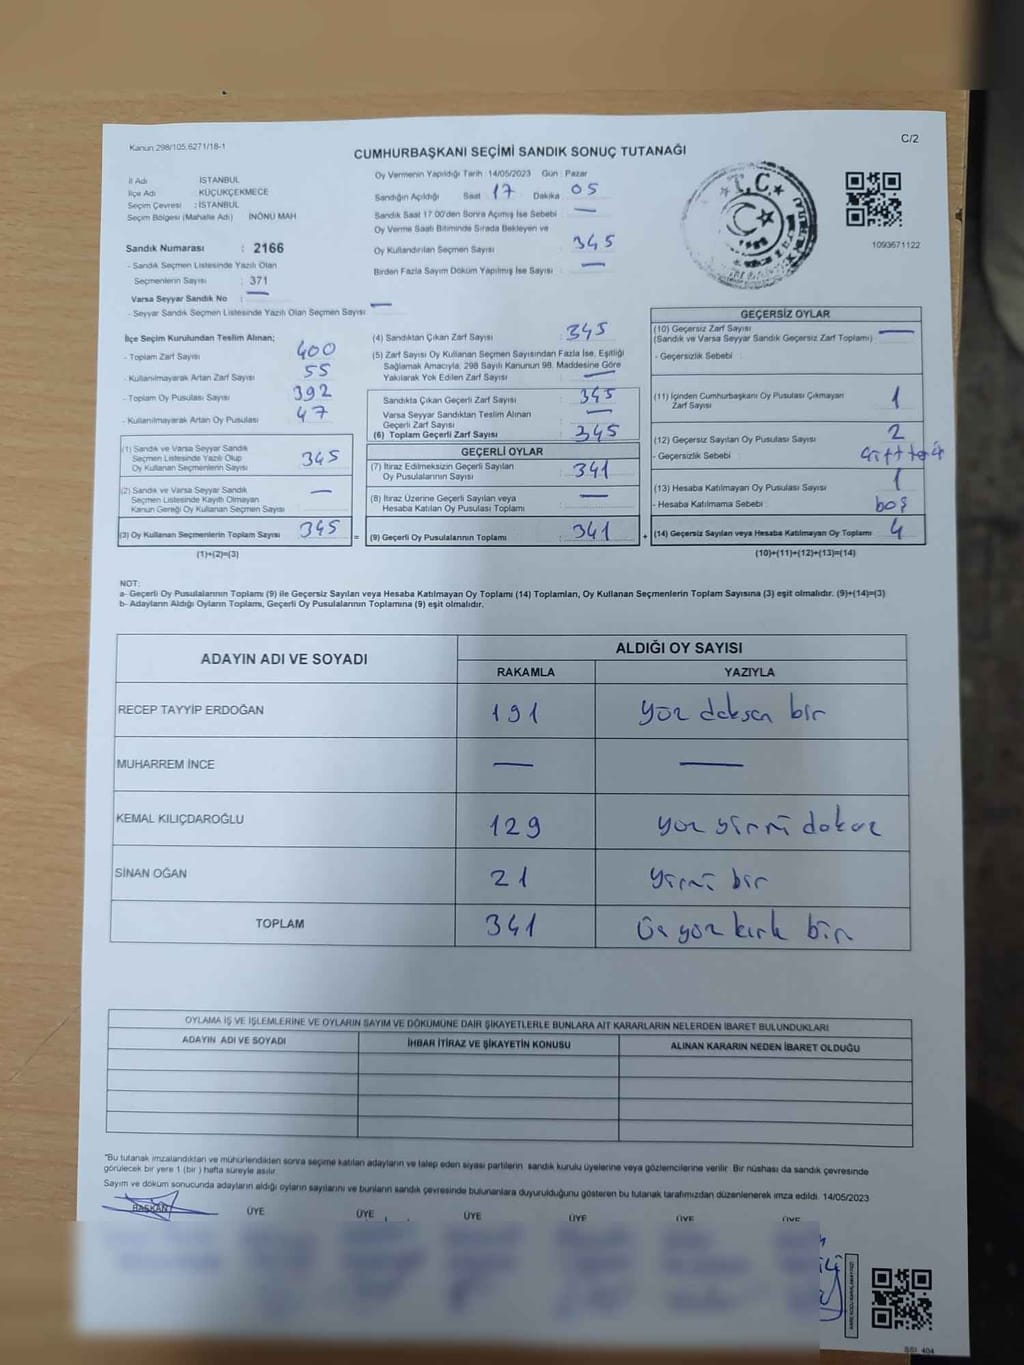 Kanun 298/105,6271/18-1
C/2
CUMHURBAŞKANI SEÇİMİ SANDIK SONUÇ TUTANAĞI
İl Adı İSTANBUL
İlçe Adı : KÜÇÜKÇEKMECE
Seçim Çevresi : İSTANBUL
Seçim Bölgesi (Mahalle Adı) İNÖNÜ MAH
Sandık Numarası : 2166
- Sandık Seçmen Listesinde Yazılı Olan
Seçmenlerin Sayısı : 371
Varsa Seyyar Sandık No : —
- Seyyar Sandık Seçmen Listesinde Yazılı Olan Seçmen Sayısı : —
Oy Vermenin Yapıldığı Tarih : 14/05/2023 Gün : Pazar
Sandığın Açıldığı Saat 17 Dakika 05
Sandık Saat 17.00'den Sonra Açmış İse Sebebi : —
Oy Verme Saati Bitiminde Sırada Bekleyen ve
Oy Kullandırılan Seçmen Sayısı : 345
Birden Fazla Sayım Döküm Yapılmış İse Sayısı : —
T.C.
1093671122
İlçe Seçim Kurulundan Teslim Alınan;
- Toplam Zarf Sayısı : 400
- Kullanılmayarak Artan Zarf Sayısı : 55
- Toplam Oy Pusulası Sayısı : 392
- Kullanılmayarak Artan Oy Pusulası : 47
(1) Sandık ve Varsa Seyyar Sandık
Seçmen Listesinde Yazılı Olup
Oy Kullanan Seçmenlerin Sayısı : 345
(2) Sandık ve Varsa Seyyar Sandık
Seçmen Listesinde Kayıtlı Olmayan
Kanun Gereği Oy Kullanan Seçmen Sayısı : —
(3) Oy Kullanan Seçmenlerin Toplam Sayısı : 345
(1)+(2)=(3)
(4) Sandıktan Çıkan Zarf Sayısı : 345
(5) Zarf Sayısı Oy Kullanan Seçmen Sayısından Fazla İse, Eşitliği
Sağlamak Amacıyla; 298 Sayılı Kanunun 98. Maddesine Göre
Yakılarak Yok Edilen Zarf Sayısı : —
Sandıkta Çıkan Geçerli Zarf Sayısı : 345
Varsa Seyyar Sandıktan Teslim Alınan
Geçerli Zarf Sayısı : —
(6) Toplam Geçerli Zarf Sayısı : 345
GEÇERLİ OYLAR
(7) İtiraz Edilmeksizin Geçerli Sayılan
Oy Pusulalarının Sayısı : 341
(8) İtiraz Üzerine Geçerli Sayılan veya
Hesaba Katılan Oy Pusulası Toplamı : —
= (9) Geçerli Oy Pusulalarının Toplamı : 341 +
GEÇERSİZ OYLAR
(10) Geçersiz Zarf Sayısı : —
(Sandık ve Varsa Seyyar Sandık Geçersiz Zarf Toplamı)
- Geçersizlik Sebebi :
(11) İçinden Cumhurbaşkanı Oy Pusulası Çıkmayan
Zarf Sayısı : 1
(12) Geçersiz Sayılan Oy Pusulası Sayısı : 2
- Geçersizlik Sebebi :
(13) Hesaba Katılmayan Oy Pusulası Sayısı : 1
- Hesaba Katılmama Sebebi : boş
(14) Geçersiz Sayılan veya Hesaba Katılmayan Oy Toplamı : 4
(10)+(11)+(12)+(13)=(14)
NOT:
a- Geçerli Oy Pusulalarının Toplamı (9) ile Geçersiz Sayılan veya Hesaba Katılmayan Oy Toplamı (14) Toplamları, Oy Kullanan Seçmenlerin Toplam Sayısına (3) eşit olmalıdır. (9)+(14)=(3)
b- Adayların Aldığı Oyların Toplamı, Geçerli Oy Pusulalarının Toplamına (9) eşit olmalıdır.
ADAYIN ADI VE SOYADI
ALDIĞI OY SAYISI
RAKAMLA YAZIYLA
RECEP TAYYİP ERDOĞAN 191 yüz doksan bir
MUHARREM İNCE — —
KEMAL KILIÇDAROĞLU 129 yüz yirmi dokuz
SİNAN OĞAN 21 yirmi bir
TOPLAM 341 üç yüz kırk bir
OYLAMA İŞ VE İŞLEMLERİNE VE OYLARIN SAYIM VE DÖKÜMÜNE DAİR ŞİKAYETLERLE BUNLARA AİT KARARLARIN NELERDEN İBARET BULUNDUKLARI
ADAYIN ADI VE SOYADI İHBAR İTİRAZ VE ŞİKAYETİN KONUSU ALINAN KARARIN NEDEN İBARET OLDUĞU
*Bu tutanak imzalandıktan ve mühürlendikten sonra seçime katılan adayların ve talep eden siyasi partilerin sandık kurulu üyelerine veya gözlemcilerine verilir. Bir nüshası da sandık çevresinde
görülecek bir yere 1 (bir) hafta süreyle asılır.
Sayım ve döküm sonucunda adayların aldığı oyların sayılarını ve bunların sandık çevresinde bulunanlara duyurulduğunu gösteren bu tutanak tarafımızdan düzenlenerek imza edildi. 14/05/2023
BAŞKAN ÜYE ÜYE ÜYE ÜYE ÜYE ÜYE